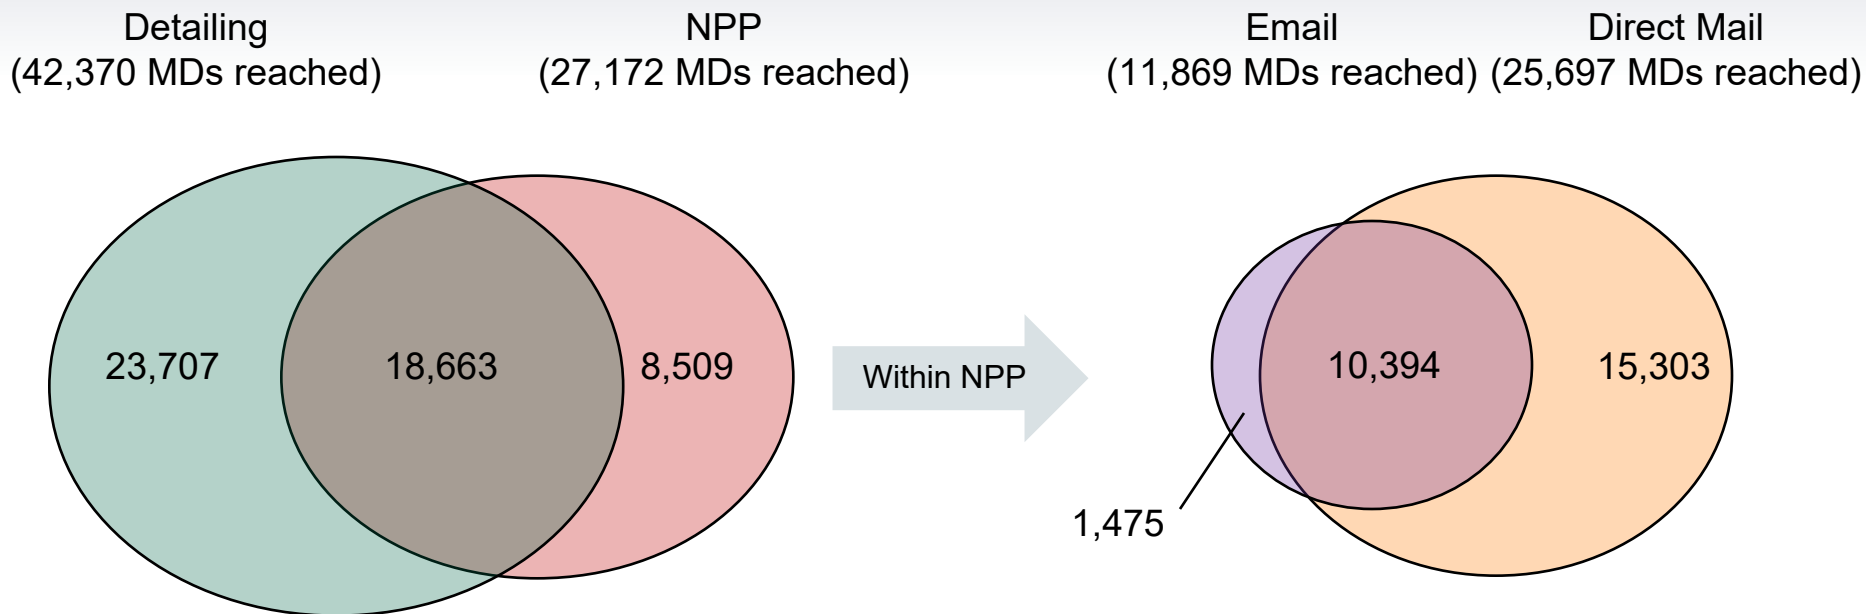 Detailing
(42,370 MDs reached)
NPP
(27,172 MDs reached)
Email
(11,869 MDs reached)
Direct Mail
(25,697 MDs reached)
23,707
18,663
8,509
Within NPP
10,394
15,303
1,475